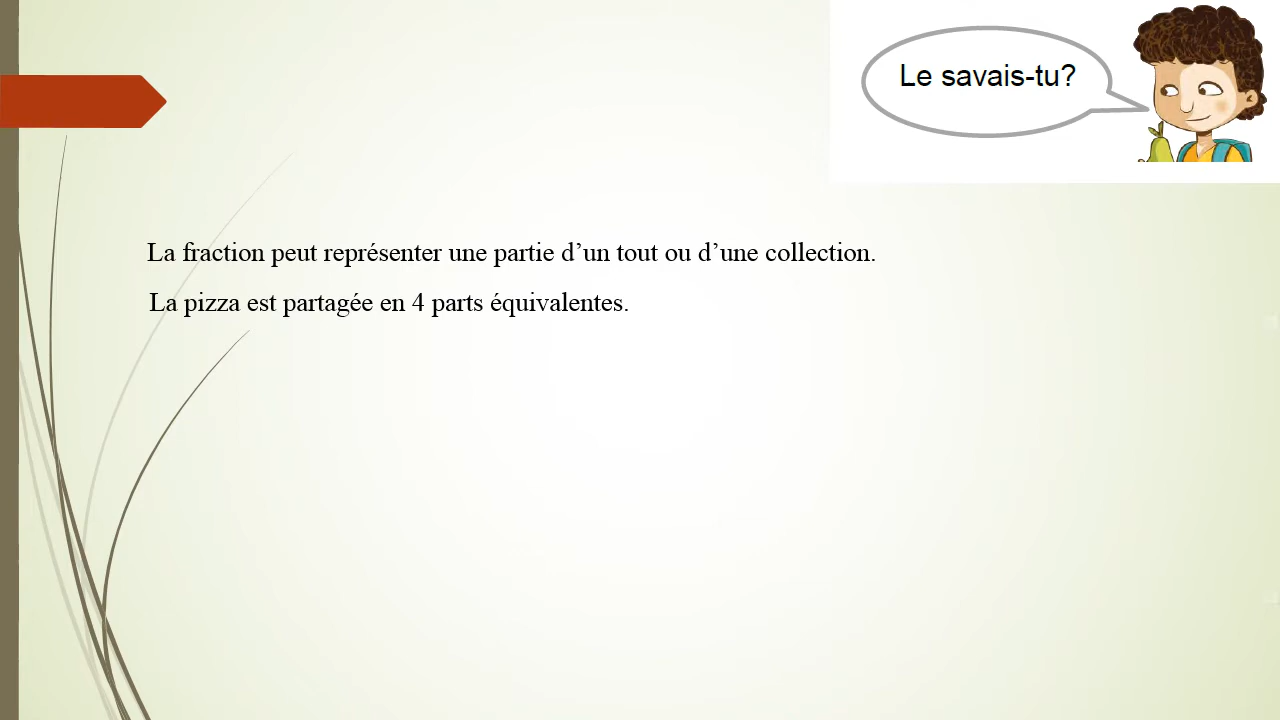 Le savais-tu?
La fraction peut représenter une partie d’un tout ou d’une collection.
La pizza est partagée en 4 parts équivalentes.